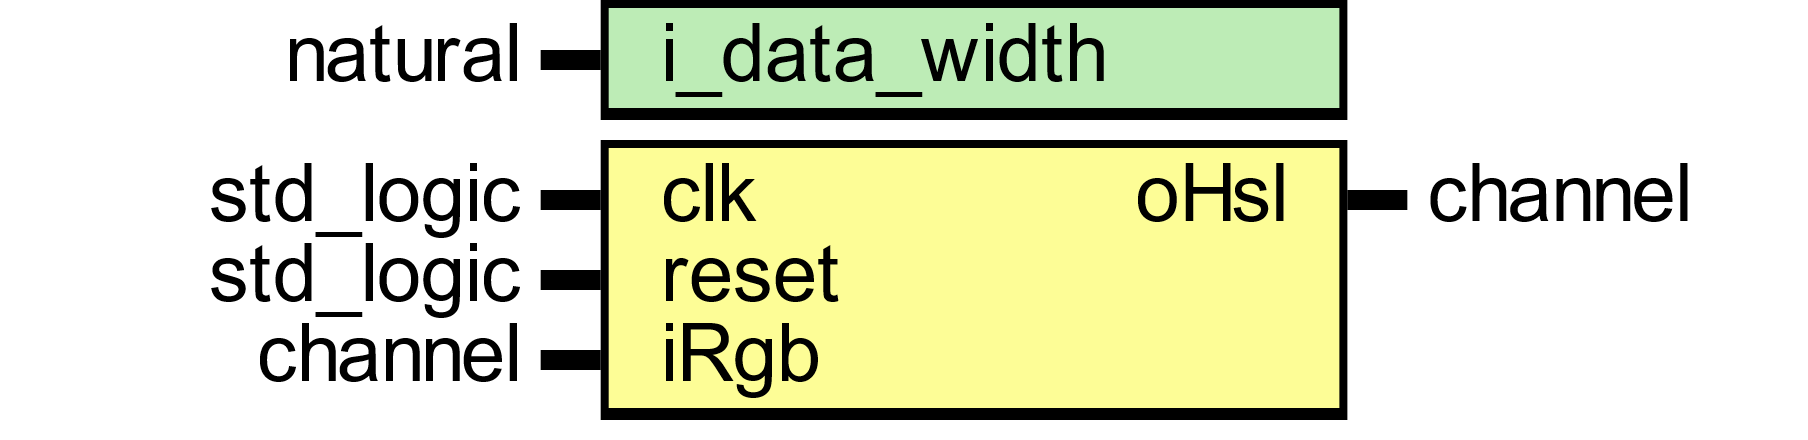 natural i_data_width
std_logic clk oHsl channel
std_logic reset
channel iRgb